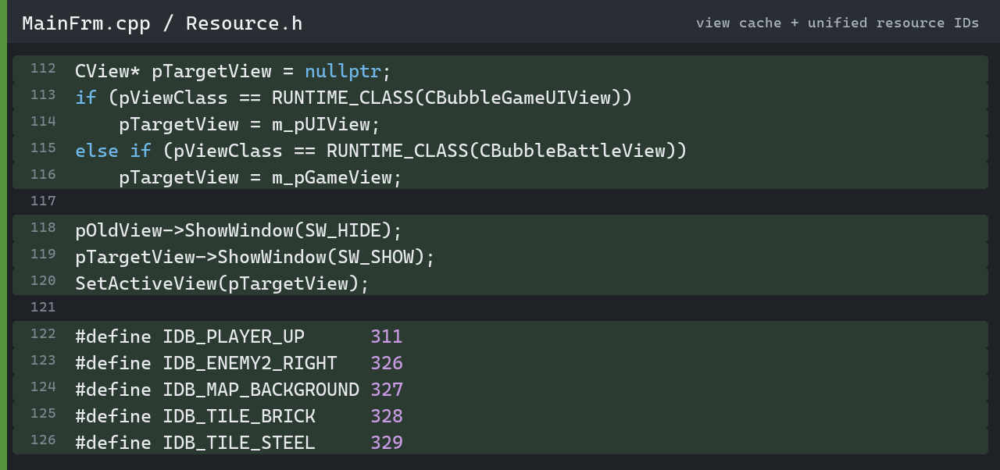 MainFrm.cpp / Resource.h
view cache + unified resource IDs
112 CView* pTargetView = nullptr;
113 if (pViewClass == RUNTIME_CLASS(CBubbleGameUIView))
114     pTargetView = m_pUIView;
115 else if (pViewClass == RUNTIME_CLASS(CBubbleBattleView))
116     pTargetView = m_pGameView;
117
118 pOldView->ShowWindow(SW_HIDE);
119 pTargetView->ShowWindow(SW_SHOW);
120 SetActiveView(pTargetView);
121
122 #define IDB_PLAYER_UP      311
123 #define IDB_ENEMY2_RIGHT   326
124 #define IDB_MAP_BACKGROUND 327
125 #define IDB_TILE_BRICK     328
126 #define IDB_TILE_STEEL     329